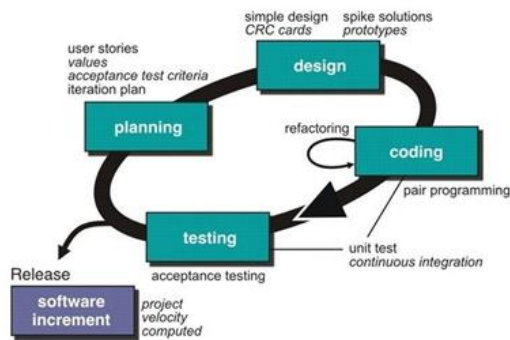 simple design
CRC cards
spike solutions
prototypes
design
user stories
values
acceptance test criteria
iteration plan
planning
refactoring
coding
pair programming
testing
acceptance testing
unit test
continuous integration
Release
software
increment
project
velocity
computed